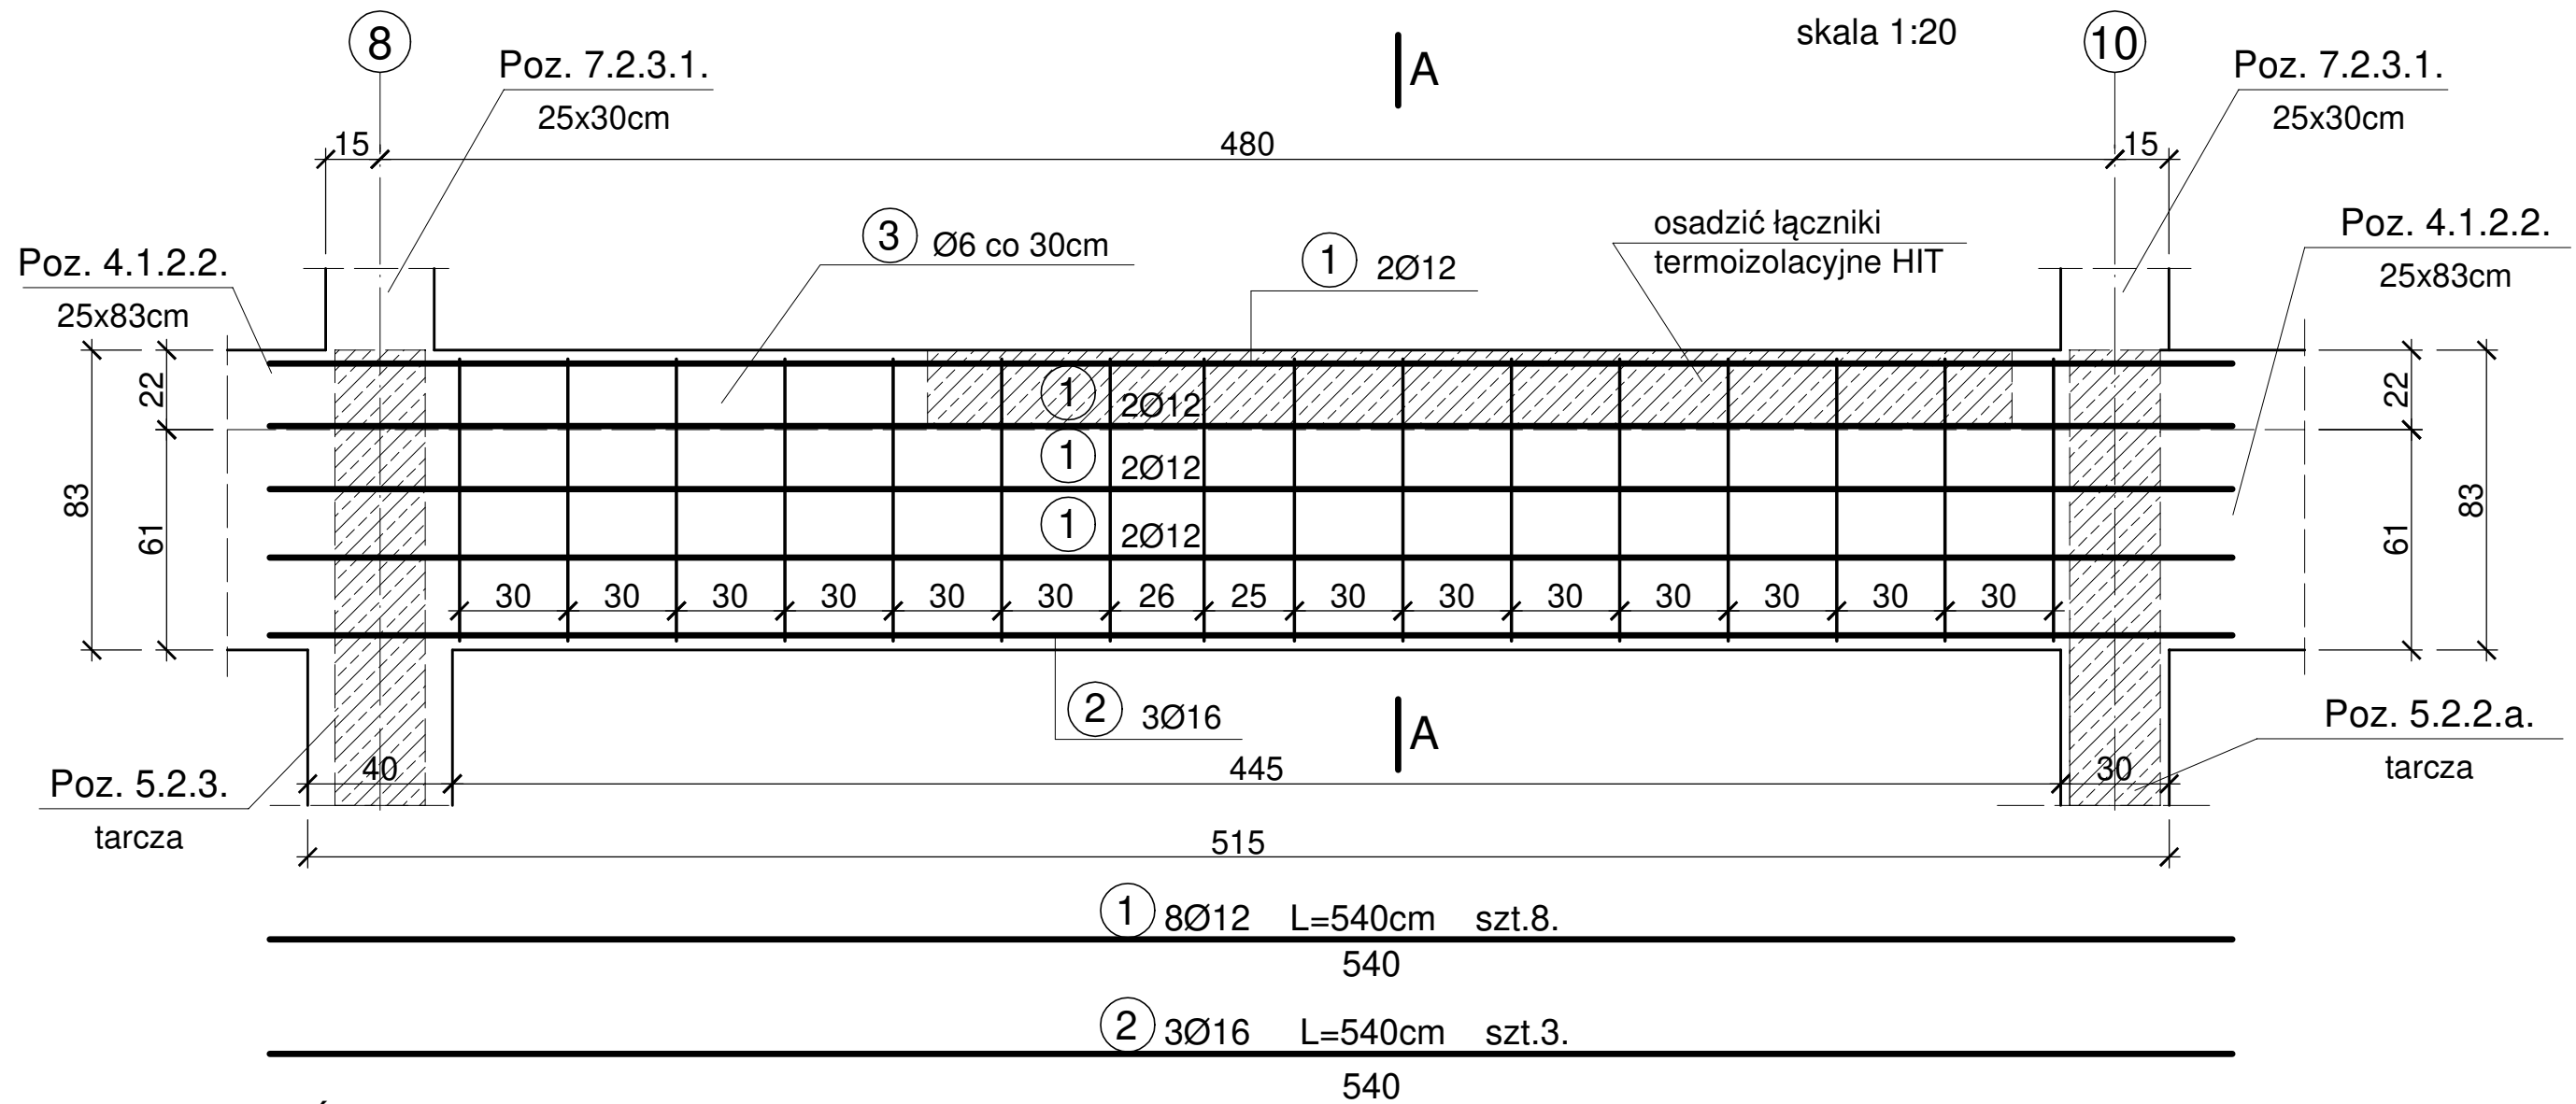 8
Poz. 7.2.3.1.
25x30cm
A
skala 1:20
10
Poz. 7.2.3.1.
25x30cm
15
480
15
Poz. 4.1.2.2.
25x83cm
3 Ø6 co 30cm
1 2Ø12
osadzić łączniki
termoizolacyjne HIT
Poz. 4.1.2.2.
25x83cm
22
61
83
1 2Ø12
1 2Ø12
1 2Ø12
22
61
83
30 30 30 30 30 30 26 25 30 30 30 30 30 30 30
2 3Ø16
A
Poz. 5.2.3.
tarcza
40
445
30
Poz. 5.2.2.a.
tarcza
515
1 8Ø12 L=540cm szt.8.
540
2 3Ø16 L=540cm szt.3.
540